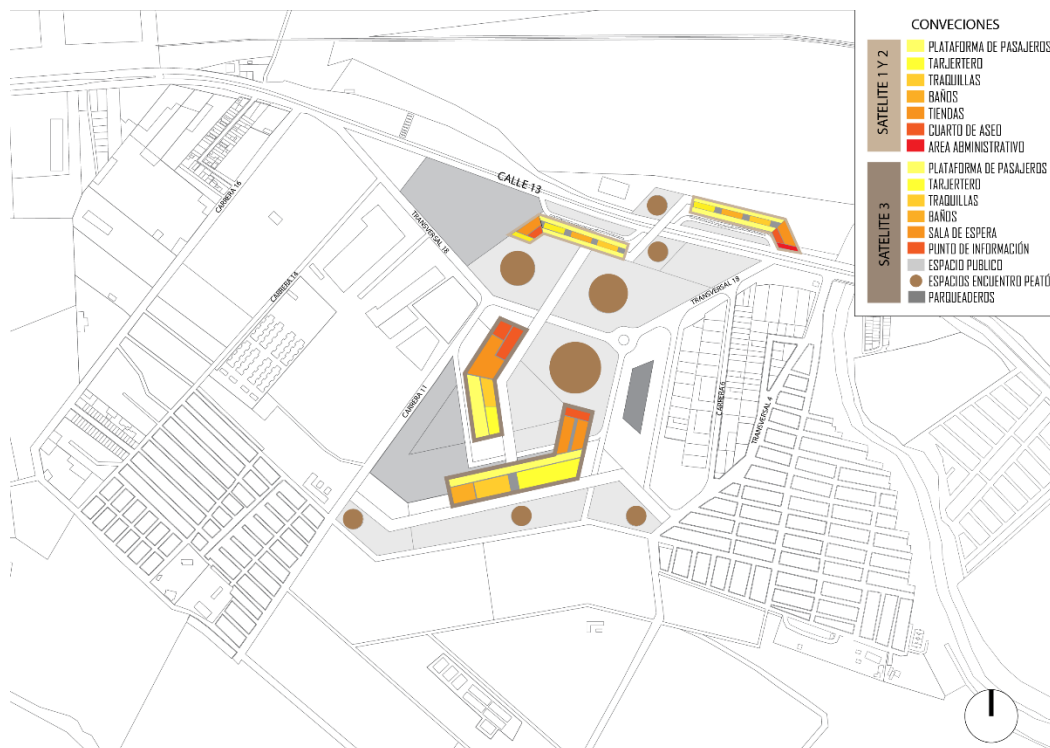 CONVECIONES
SATELITE 1 Y 2
PLATAFORMA DE PASAJEROS
TARJERTERO
TRAQUILLAS
BAÑOS
TIENDAS
CUARTO DE ASEO
AREA ADMINISTRATIVO
SATELITE 3
PLATAFORMA DE PASAJEROS
TARJERTERO
TRAQUILLAS
BAÑOS
SALA DE ESPERA
PUNTO DE INFORMACIÓN
ESPACIO PUBLICO
ESPACIOS ENCUENTRO PEATÓ
PARQUEADEROS
CALLE 13
CARRERA 16
TRANSVERSAL 18
CARRERA 14
TRANSVERSAL 18
CARRERA 11
CARRERA 6
TRANSVERSAL 4